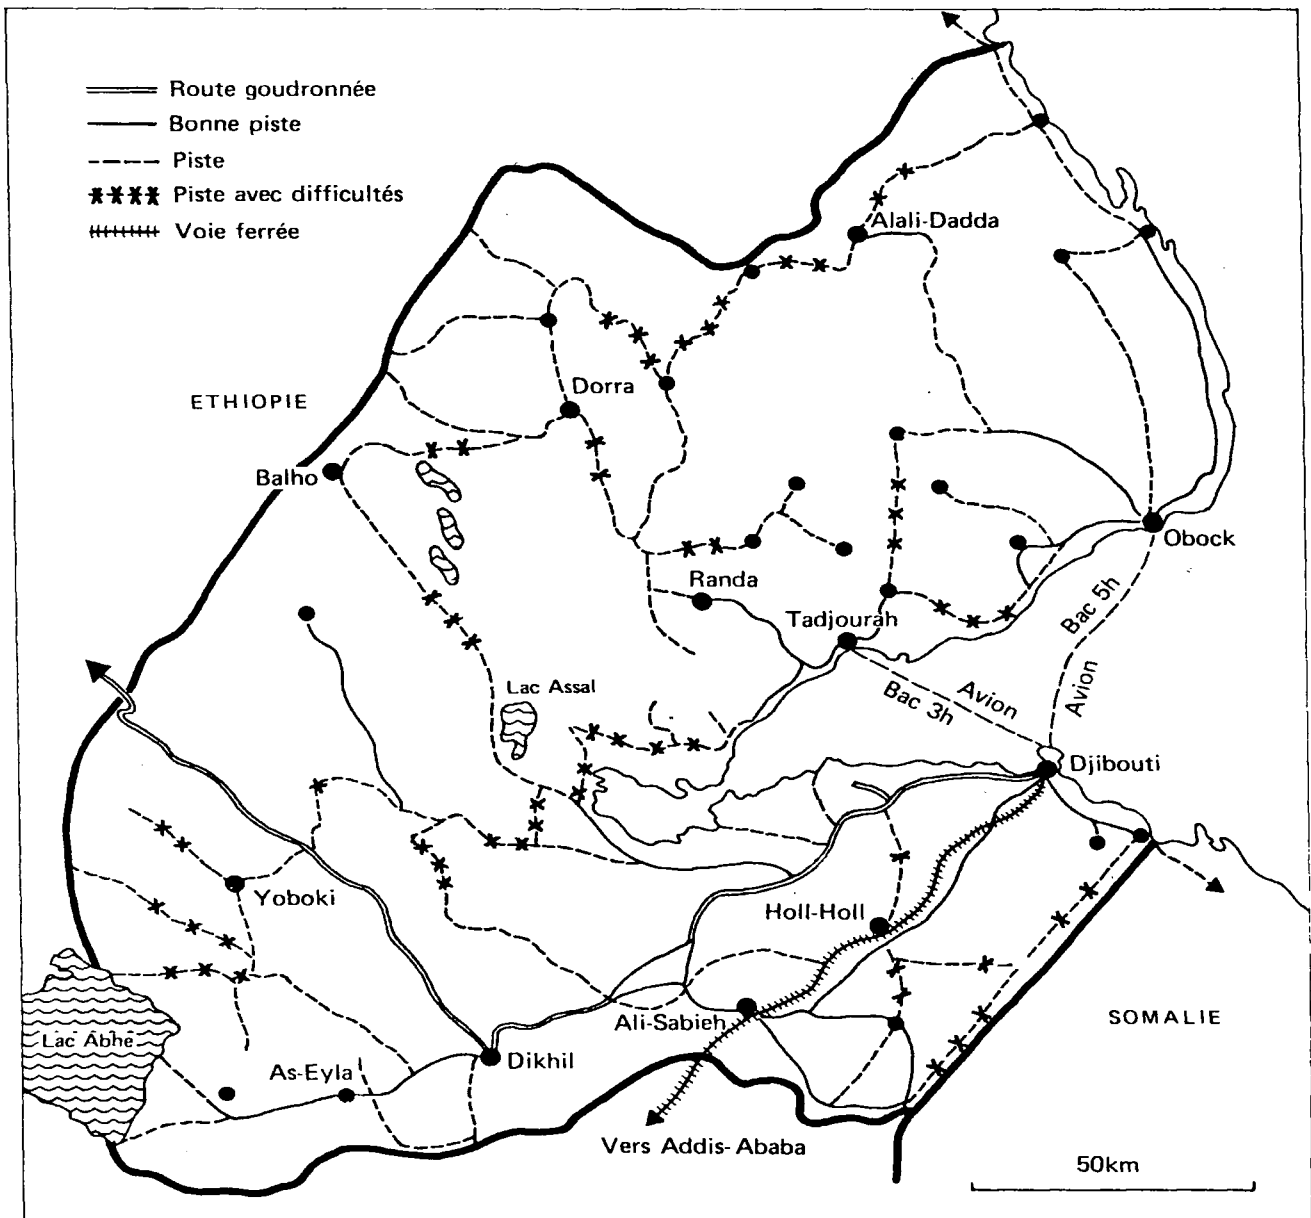 Route goudronnée
Bonne piste
Piste
Piste avec difficultés
Voie ferrée
Alali-Dadda
ETHIOPIE
Dorra
Balho
Obock
Randa
Tadjourah
Bac 5h
Avion
Lac Assal
Avion
Bac 3h
Djibouti
Yoboki
Holl-Holl
Ali-Sabieh
SOMALIE
Lac Abhé
As-Eyla
Dikhil
Vers Addis-Ababa
50km